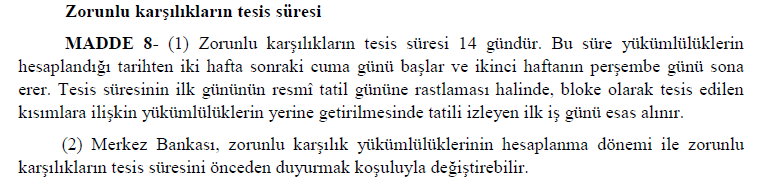 Zorunlu karşılıkların tesis süresi
MADDE 8- (1) Zorunlu karşılıkların tesis süresi 14 gündür. Bu süre yükümlülüklerin
hesaplandığı tarihten iki hafta sonraki cuma günü başlar ve ikinci haftanın perşembe günü sona
erer. Tesis süresinin ilk gününün resmî tatil gününe rastlaması halinde, bloke olarak tesis edilen
kısımlara ilişkin yükümlülüklerin yerine getirilmesinde tatili izleyen ilk iş günü esas alınır.
(2) Merkez Bankası, zorunlu karşılık yükümlülüklerinin hesaplanma dönemi ile zorunlu
karşılıkların tesis süresini önceden duyurmak koşuluyla değiştirebilir.